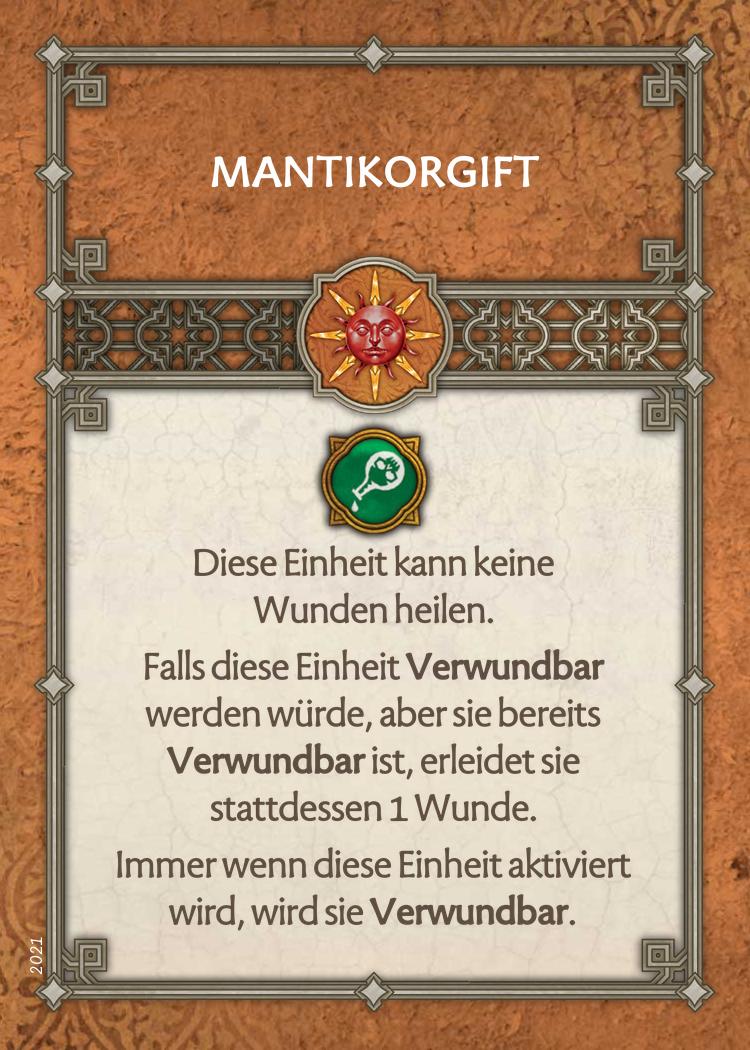 MANTIKORGIFT
Diese Einheit kann keine
Wunden heilen.
Falls diese Einheit Verwundbar
werden würde, aber sie bereits
Verwundbar ist, erleidet sie
stattdessen 1 Wunde.
Immer wenn diese Einheit aktiviert
wird, wird sie Verwundbar.
2021